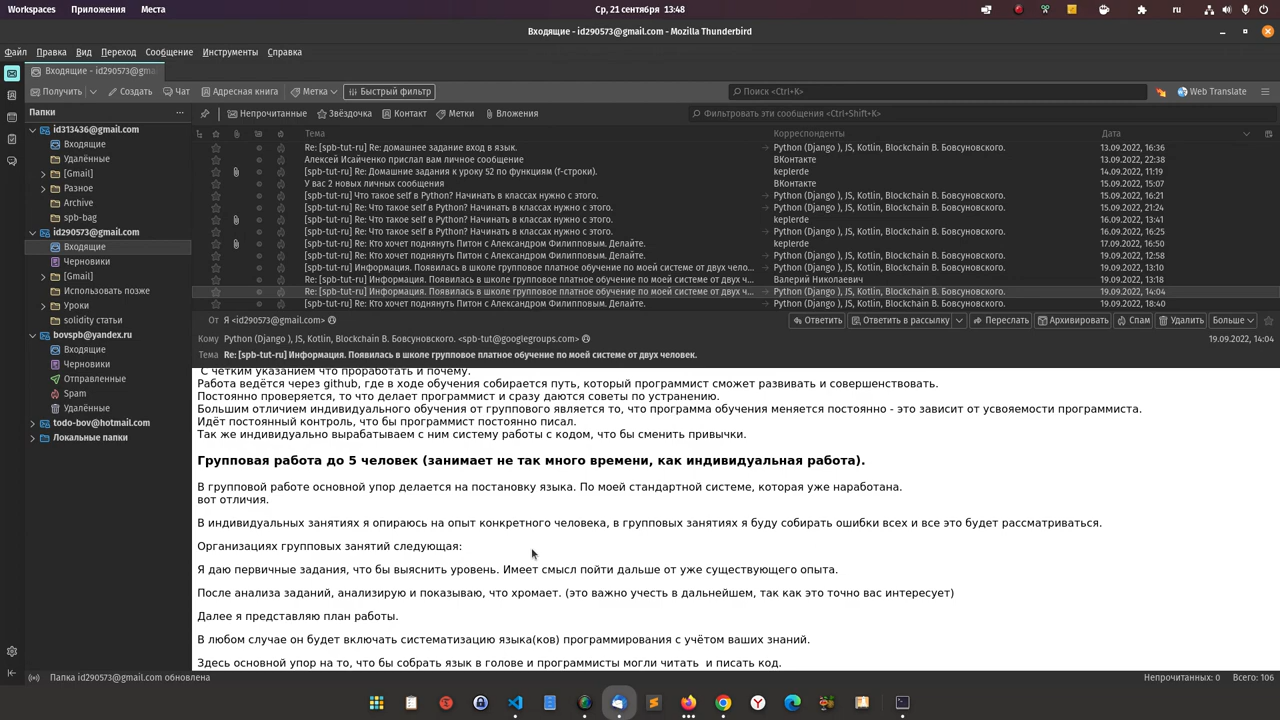 Workspaces Приложения Места Ср, 21 сентября 13:48 ru
Входящие - id290573@gmail.com - Mozilla Thunderbird
Файл Правка Вид Переход Сообщение Инструменты Справка
Входящие - id290573@gma
Получить Создать Чат Адресная книга Метка Быстрый фильтр Поиск <Ctrl+K> Web Translate
Папки
Непрочитанные Звёздочка Контакт Метки Вложения Фильтровать эти сообщения <Ctrl+Shift+K>
id313436@gmail.com
Входящие
Удалённые
[Gmail]
Разное
Archive
spb-bag
id290573@gmail.com
Входящие
Черновики
[Gmail]
Использовать позже
Уроки
solidity статьи
bovspb@yandex.ru
Входящие
Черновики
Отправленные
Spam
Удалённые
todo-bov@hotmail.com
Локальные папки
Тема Корреспонденты Дата
Re: [spb-tut-ru] Re: домашнее задание вход в язык. Python (Django ), JS, Kotlin, Blockchain В. Бовсуновского. 13.09.2022, 16:36
Алексей Исайченко прислал вам личное сообщение ВКонтакте 13.09.2022, 22:38
[spb-tut-ru] Re: Домашние задания к уроку 52 по функциям (f-строки). keplerde 14.09.2022, 11:19
У вас 2 новых личных сообщения ВКонтакте 15.09.2022, 15:07
[spb-tut-ru] Что такое self в Python? Начинать в классах нужно с этого. Python (Django ), JS, Kotlin, Blockchain В. Бовсуновского. 15.09.2022, 16:21
[spb-tut-ru] Re: Что такое self в Python? Начинать в классах нужно с этого. Python (Django ), JS, Kotlin, Blockchain В. Бовсуновского. 15.09.2022, 21:24
[spb-tut-ru] Re: Что такое self в Python? Начинать в классах нужно с этого. keplerde 16.09.2022, 13:41
[spb-tut-ru] Re: Что такое self в Python? Начинать в классах нужно с этого. Python (Django ), JS, Kotlin, Blockchain В. Бовсуновского. 16.09.2022, 16:25
[spb-tut-ru] Re: Кто хочет поднянуть Питон с Александром Филипповым. Делайте. keplerde 17.09.2022, 16:50
[spb-tut-ru] Re: Кто хочет поднянуть Питон с Александром Филипповым. Делайте. Python (Django ), JS, Kotlin, Blockchain В. Бовсуновского. 19.09.2022, 12:58
[spb-tut-ru] Информация. Появилась в школе групповое платное обучение по моей системе от двух чело... Python (Django ), JS, Kotlin, Blockchain В. Бовсуновского. 19.09.2022, 13:10
Re: [spb-tut-ru] Информация. Появилась в школе групповое платное обучение по моей системе от двух ч... Валерий Николаевич 19.09.2022, 13:18
Re: [spb-tut-ru] Информация. Появилась в школе групповое платное обучение по моей системе от двух ч... Python (Django ), JS, Kotlin, Blockchain В. Бовсуновского. 19.09.2022, 14:04
Re: [spb-tut-ru] Re: Кто хочет поднянуть Питон с Александром Филипповым. Делайте. Python (Django ), JS, Kotlin, Blockchain В. Бовсуновского. 19.09.2022, 18:40
От Я <id290573@gmail.com> Ответить Ответить в рассылку Переслать Архивировать Спам Удалить Больше
Кому Python (Django ), JS, Kotlin, Blockchain В. Бовсуновского. <spb-tut@googlegroups.com> 19.09.2022, 14:04
Тема Re: [spb-tut-ru] Информация. Появилась в школе групповое платное обучение по моей системе от двух человек.
С четким указанием что проработать и почему.
Работа ведётся через github, где в ходе обучения собирается путь, который программист сможет развивать и совершенствовать.
Постоянно проверяется, то что делает программист и сразу даются советы по устранению.
Большим отличием индивидуального обучения от группового является то, что программа обучения меняется постоянно - это зависит от усвояемости программиста.
Идёт постоянный контроль, что бы программист постоянно писал.
Так же индивидуально вырабатываем с ним систему работы с кодом, что бы сменить привычки.
Групповая работа до 5 человек (занимает не так много времени, как индивидуальная работа).
В групповой работе основной упор делается на постановку языка. По моей стандартной системе, которая уже наработана.
вот отличия.
В индивидуальных занятиях я опираюсь на опыт конкретного человека, в групповых занятиях я буду собирать ошибки всех и все это будет рассматриваться.
Организациях групповых занятий следующая:
Я даю первичные задания, что бы выяснить уровень. Имеет смысл пойти дальше от уже существующего опыта.
После анализа заданий, анализирую и показываю, что хромает. (это важно учесть в дальнейшем, так как это точно вас интересует)
Далее я представляю план работы.
В любом случае он будет включать систематизацию языка(ков) программирования с учётом ваших знаний.
Здесь основной упор на то, что бы собрать язык в голове и программисты могли читать и писать код.
Папка id290573@gmail.com обновлена Непрочитанных: 0 Всего: 106